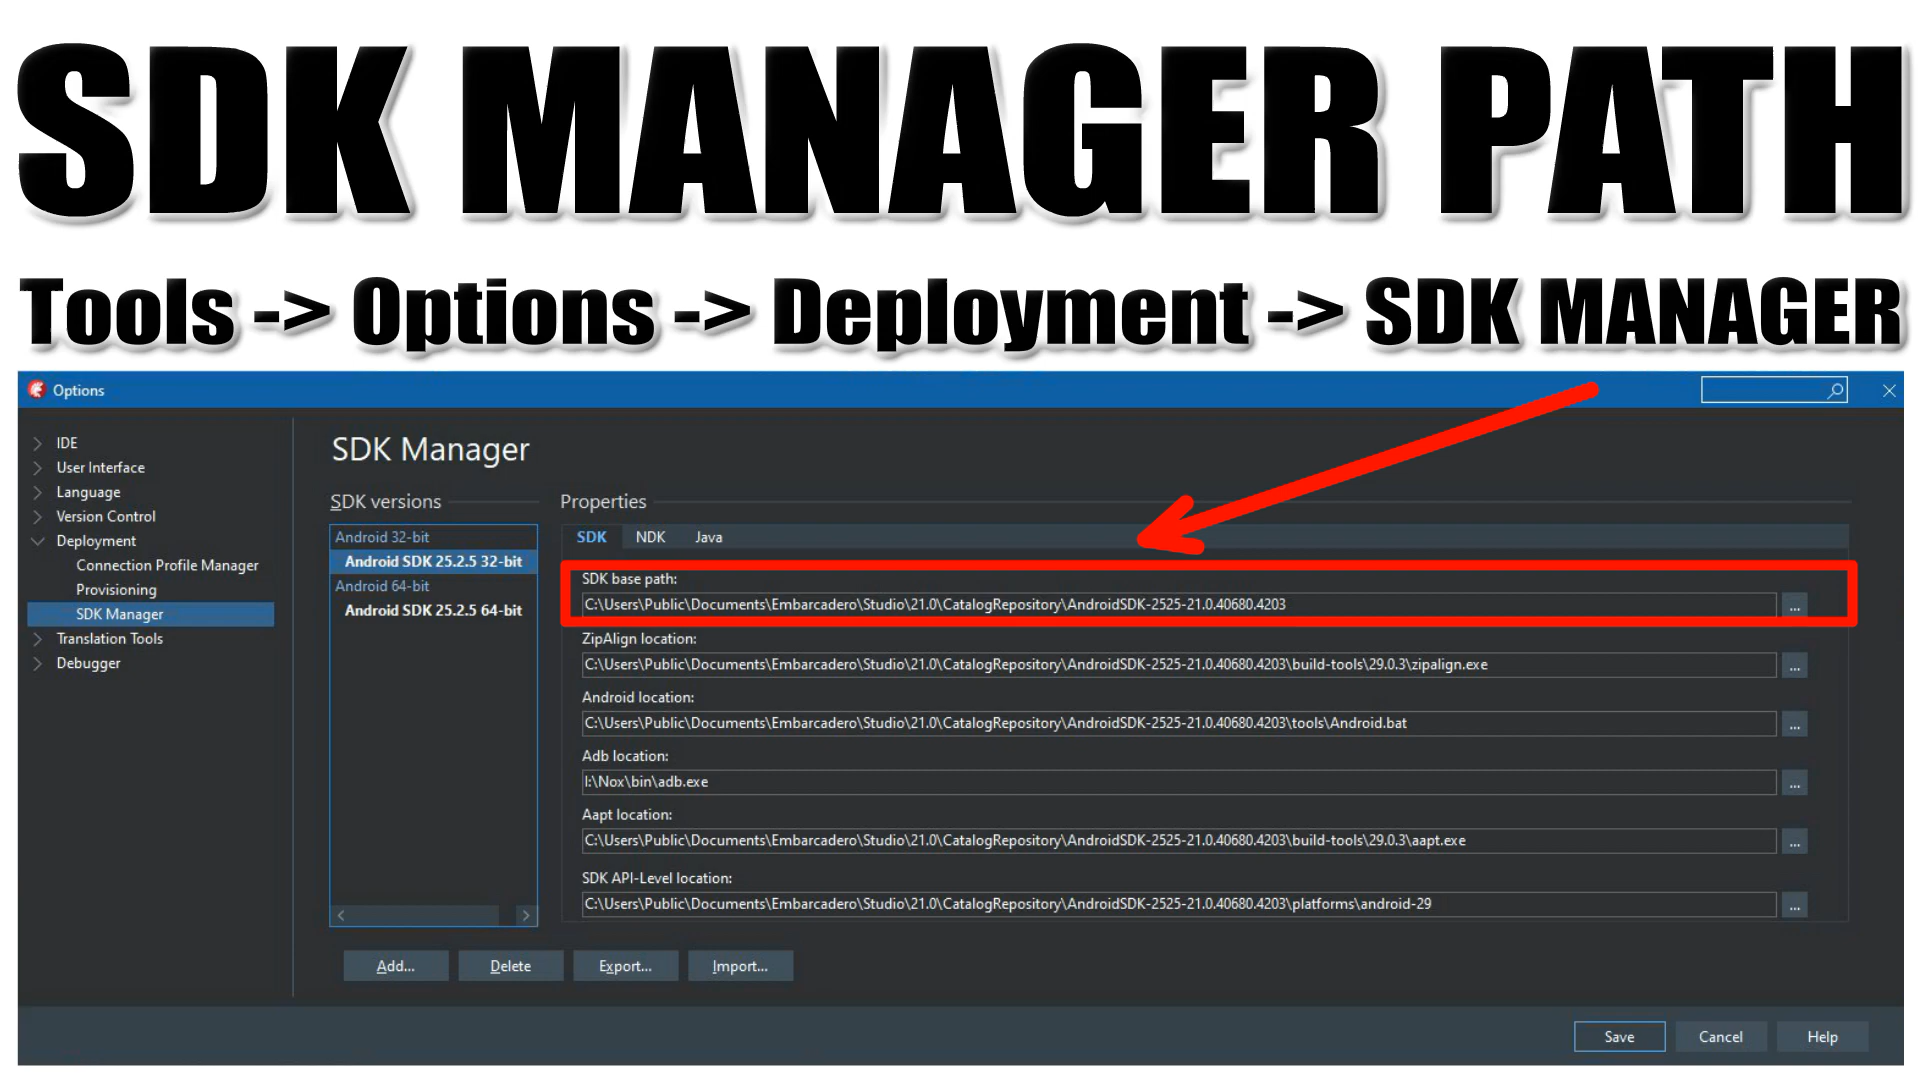 SDK MANAGER PATH
Tools -> Options -> Deployment -> SDK MANAGER
Options
IDE
User Interface
Language
Version Control
Deployment
Connection Profile Manager
Provisioning
SDK Manager
Translation Tools
Debugger
SDK Manager
SDK versions
Android 32-bit
Android SDK 25.2.5 32-bit
Android 64-bit
Android SDK 25.2.5 64-bit
Properties
SDK NDK Java
SDK base path:
C:\Users\Public\Documents\Embarcadero\Studio\21.0\CatalogRepository\AndroidSDK-2525-21.0.40680.4203
...
ZipAlign location:
C:\Users\Public\Documents\Embarcadero\Studio\21.0\CatalogRepository\AndroidSDK-2525-21.0.40680.4203\build-tools\29.0.3\zipalign.exe
...
Android location:
C:\Users\Public\Documents\Embarcadero\Studio\21.0\CatalogRepository\AndroidSDK-2525-21.0.40680.4203\tools\Android.bat
...
Adb location:
I:\Nox\bin\adb.exe
...
Aapt location:
C:\Users\Public\Documents\Embarcadero\Studio\21.0\CatalogRepository\AndroidSDK-2525-21.0.40680.4203\build-tools\29.0.3\aapt.exe
...
SDK API-Level location:
C:\Users\Public\Documents\Embarcadero\Studio\21.0\CatalogRepository\AndroidSDK-2525-21.0.40680.4203\platforms\android-29
...
Add... Delete Export... Import...
Save Cancel Help